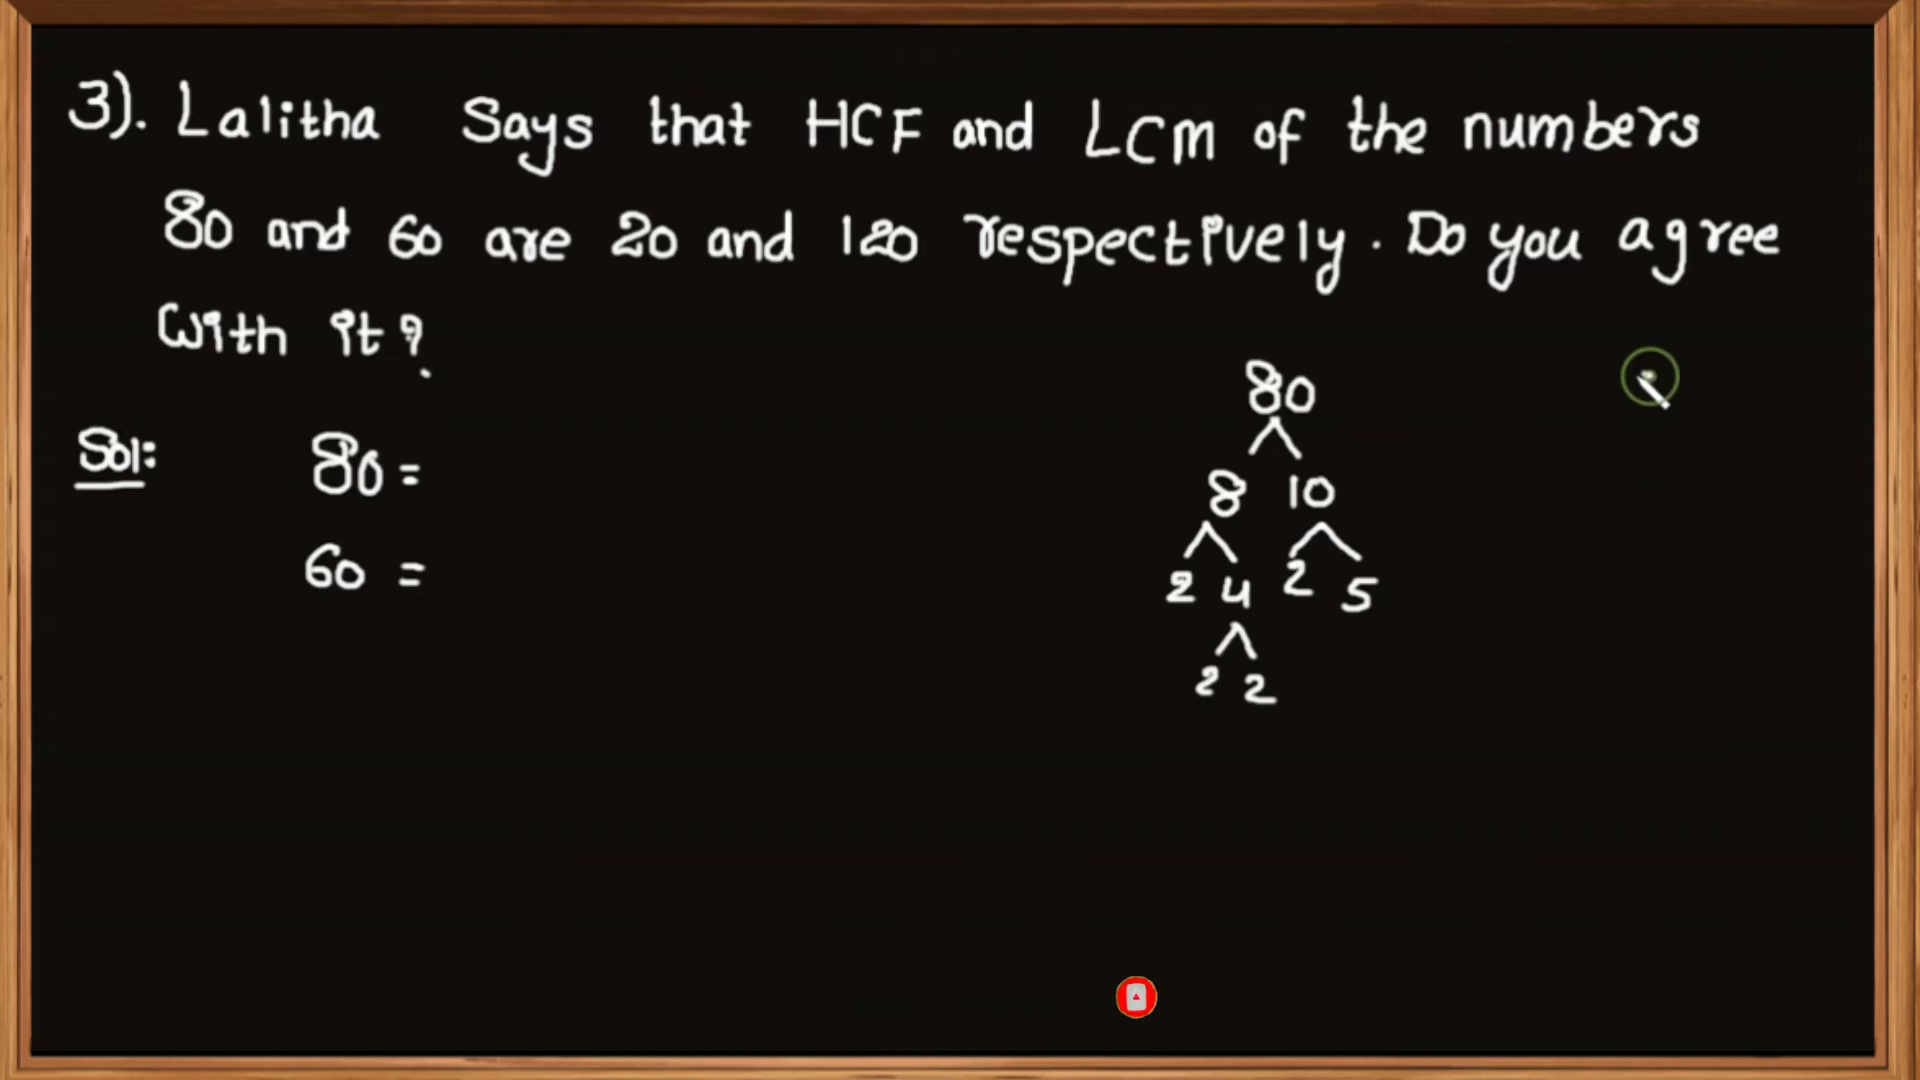 3). Lalitha Says that HCF and LCM of the numbers
80 and 60 are 20 and 120 respectively. Do you agree
With it?
Sol:
80 =
60 =
80
8 10
2 4 2 5
2 2